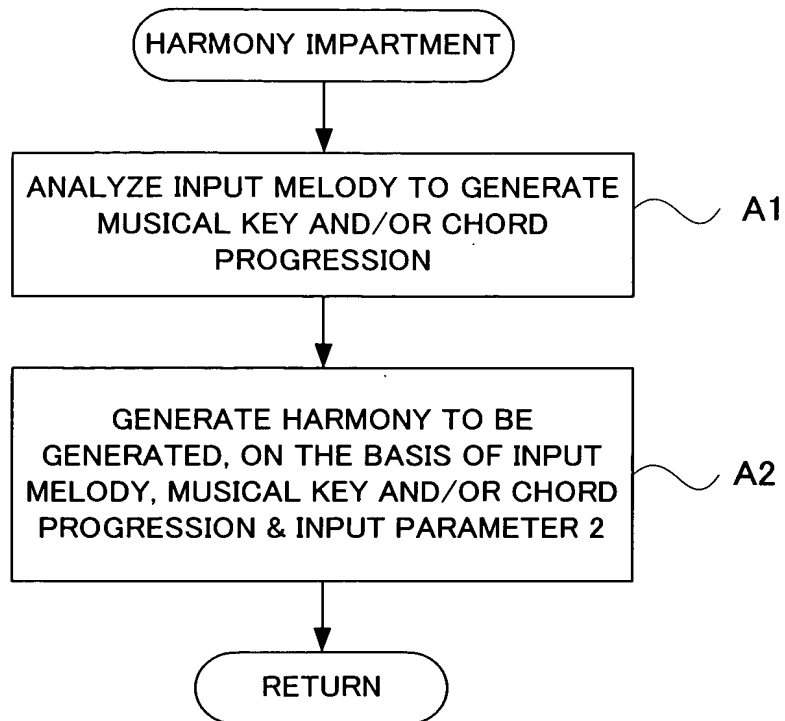 HARMONY IMPARTMENT
ANALYZE INPUT MELODY TO GENERATE
MUSICAL KEY AND/OR CHORD
PROGRESSION
A1
GENERATE HARMONY TO BE
GENERATED, ON THE BASIS OF INPUT
MELODY, MUSICAL KEY AND/OR CHORD
PROGRESSION & INPUT PARAMETER 2
A2
RETURN